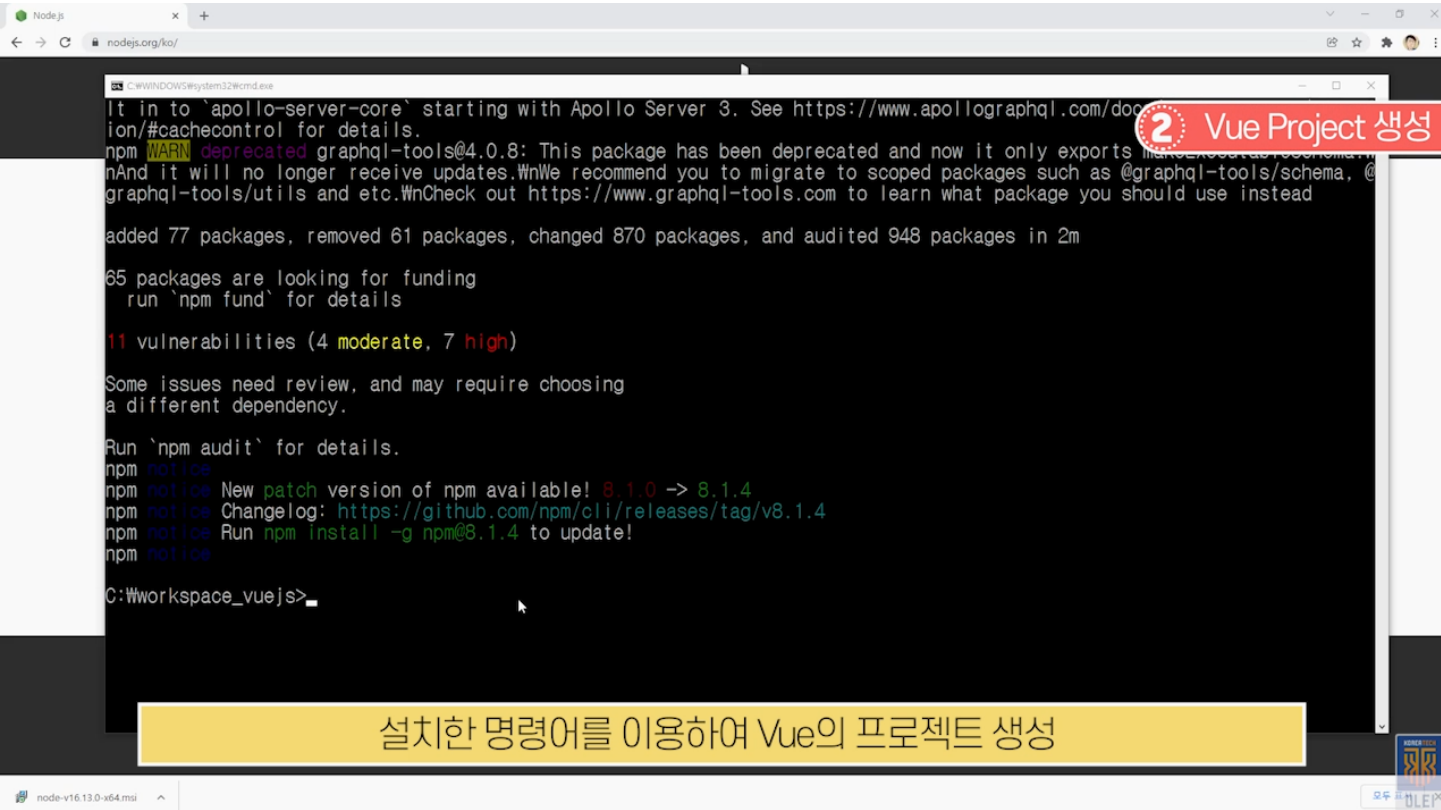 Node.js
nodejs.org/ko/
C:₩WINDOWS₩system32₩cmd.exe
It in to `apollo-server-core` starting with Apollo Server 3. See https://www.apollographql.com/doc
ion/#cachecontrol for details.
② Vue Project 생성
npm WARN deprecated graphql-tools@4.0.8: This package has been deprecated and now it only exports makeExecutableSchema.₩
nAnd it will no longer receive updates.₩nWe recommend you to migrate to scoped packages such as @graphql-tools/schema, @
graphql-tools/utils and etc.₩nCheck out https://www.graphql-tools.com to learn what package you should use instead
added 77 packages, removed 61 packages, changed 870 packages, and audited 948 packages in 2m
65 packages are looking for funding
run `npm fund` for details
11 vulnerabilities (4 moderate, 7 high)
Some issues need review, and may require choosing
a different dependency.
Run `npm audit` for details.
npm notice
npm notice New patch version of npm available! 8.1.0 -> 8.1.4
npm notice Changelog: https://github.com/npm/cli/releases/tag/v8.1.4
npm notice Run npm install -g npm@8.1.4 to update!
npm notice
C:₩workspace_vuejs>
설치한 명령어를 이용하여 Vue의 프로젝트 생성
KOREATECH
node-v16.13.0-x64.msi
모두